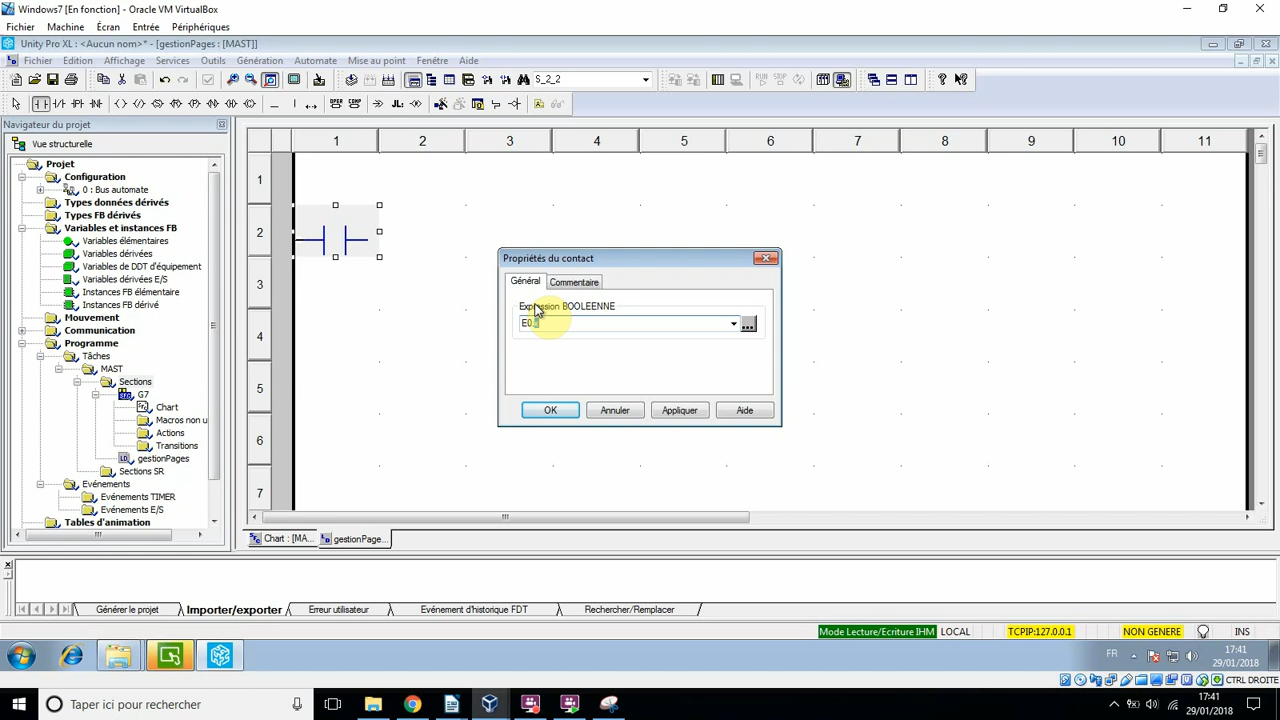 Windows7 [En fonction] - Oracle VM VirtualBox
Fichier Machine Écran Entrée Périphériques
Unity Pro XL : <Aucun nom>* - [gestionPages : [MAST]]
Fichier Edition Affichage Services Outils Génération Automate Mise au point Fenêtre Aide
S_2_2
Navigateur du projet
Vue structurelle
Projet
Configuration
0 : Bus automate
Types données dérivés
Types FB dérivés
Variables et instances FB
Variables élémentaires
Variables dérivées
Variables de DDT d'équipement
Variables dérivées E/S
Instances FB élémentaire
Instances FB dérivé
Mouvement
Communication
Programme
Tâches
MAST
Sections
G7
Chart
Macros non u
Actions
Transitions
gestionPages
Sections SR
Evénements
Evénements TIMER
Evénements E/S
Tables d'animation
1 2 3 4 5 6 7 8 9 10 11
1
2
3
4
5
6
7
Propriétés du contact
Général Commentaire
Expression BOOLEENNE
OK Annuler Appliquer Aide
Chart : [MA... gestionPage...
Générer le projet Importer/exporter Erreur utilisateur Evénement d'historique FDT Rechercher/Remplacer
Mode Lecture/Ecriture IHM LOCAL TCPIP:127.0.0.1 NON GENERE INS
FR 17:41
29/01/2018
CTRL DROITE
Taper ici pour rechercher
17:41
29/01/2018